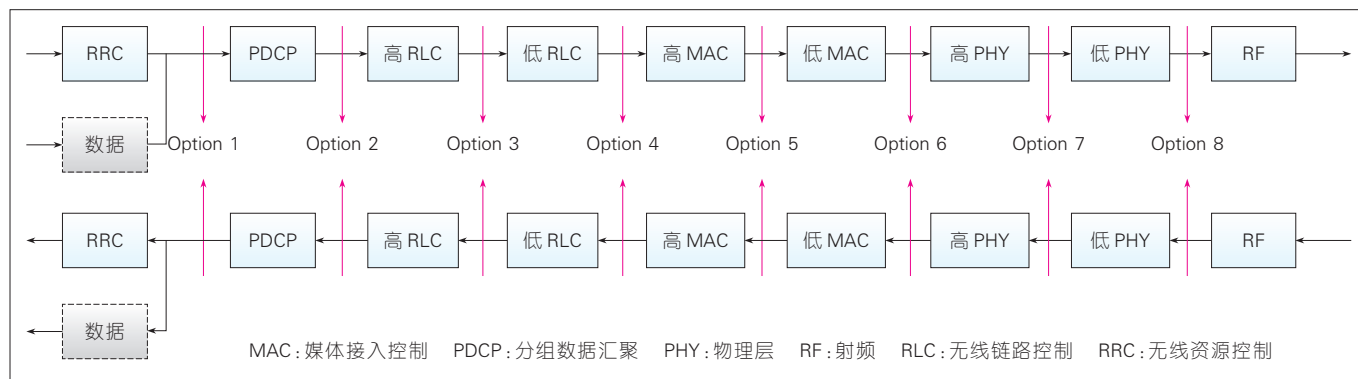 RRC PDCP 高 RLC 低 RLC 高 MAC 低 MAC 高 PHY 低 PHY RF
数据 Option 1 Option 2 Option 3 Option 4 Option 5 Option 6 Option 7 Option 8
RRC PDCP 高 RLC 低 RLC 高 MAC 低 MAC 高 PHY 低 PHY RF
数据
MAC:媒体接入控制 PDCP:分组数据汇聚 PHY:物理层 RF:射频 RLC:无线链路控制 RRC:无线资源控制